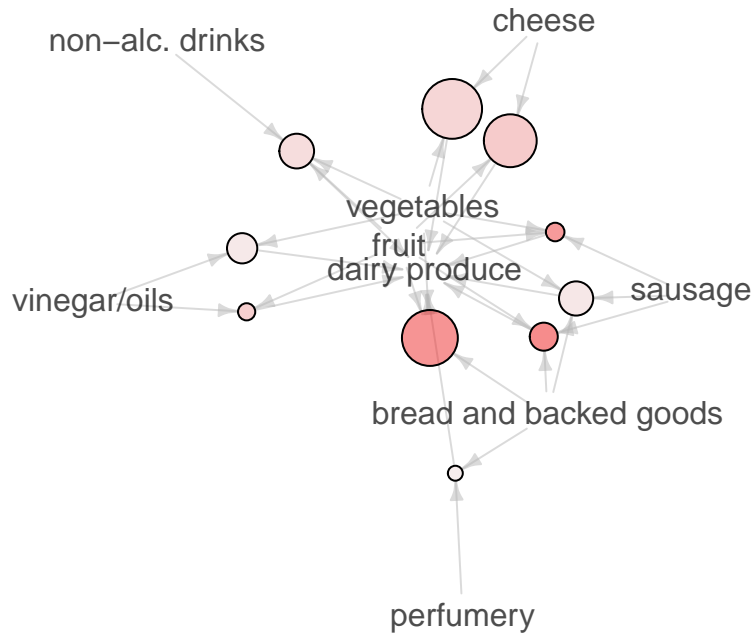 cheese
non−alc. drinks
vegetables
fruit
dairy produce
vinegar/oils
sausage
bread and backed goods
perfumery